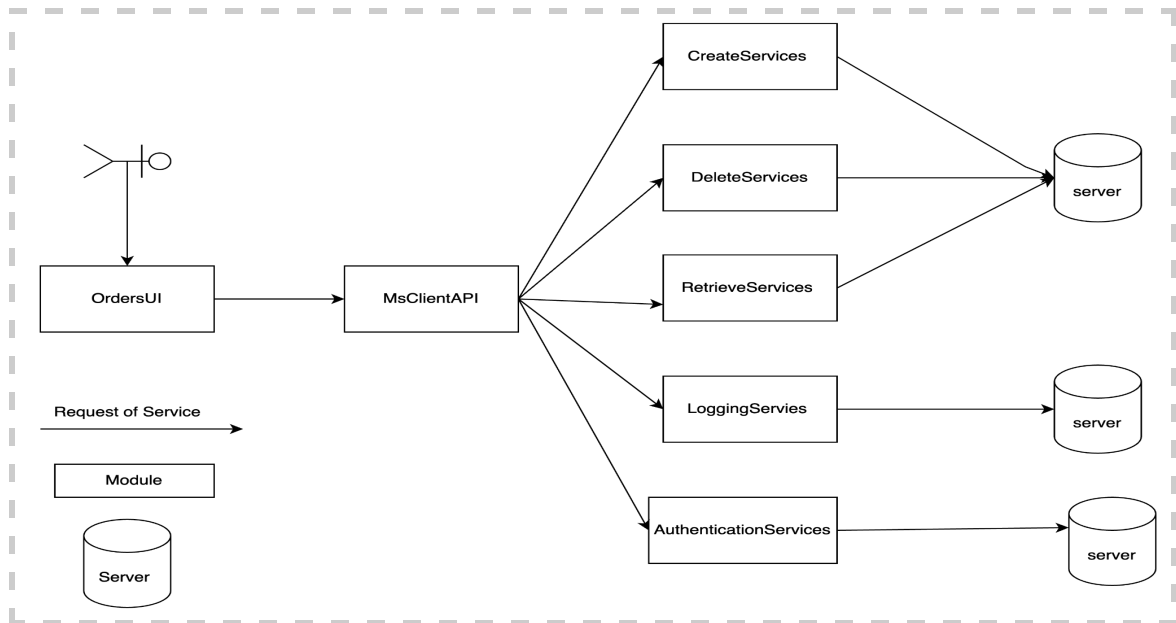 CreateServices
DeleteServices
server
RetrieveServices
OrdersUI
MsClientAPI
LoggingServies
server
Request of Service
Module
AuthenticationServices
server
Server